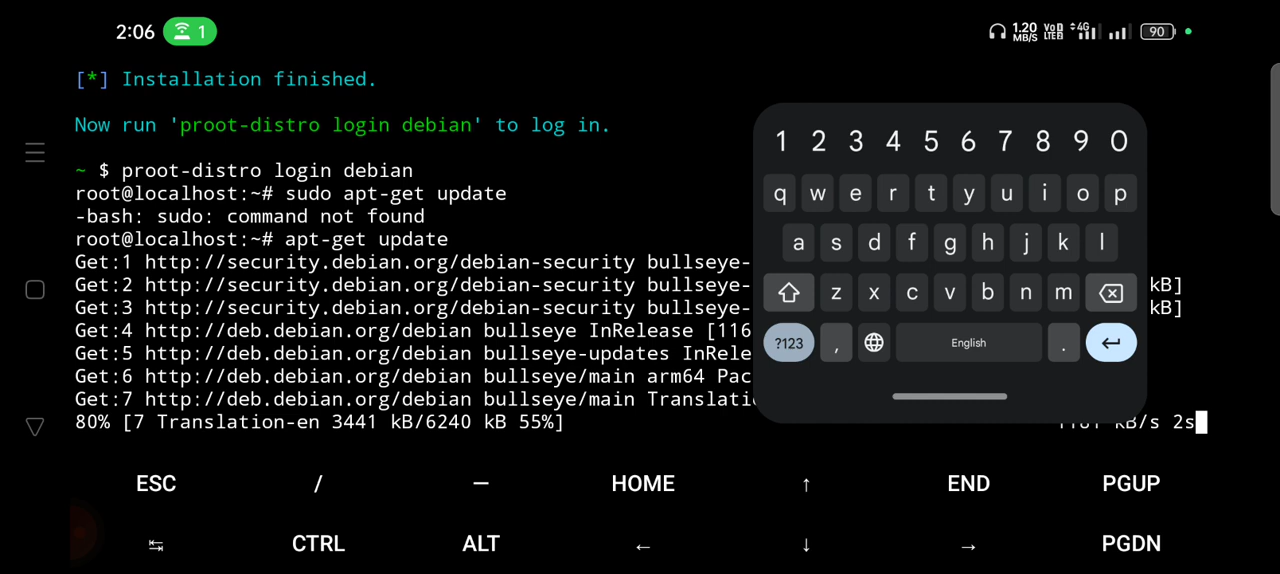 2:06 1 1.20 MB/S VoD LTE 4G 90
[*] Installation finished.
Now run 'proot-distro login debian' to log in.
~ $ proot-distro login debian
root@localhost:~# sudo apt-get update
-bash: sudo: command not found
root@localhost:~# apt-get update
Get:1 http://security.debian.org/debian-security bullseye-
Get:2 http://security.debian.org/debian-security bullseye- kB]
Get:3 http://security.debian.org/debian-security bullseye- kB]
Get:4 http://deb.debian.org/debian bullseye InRelease [116
Get:5 http://deb.debian.org/debian bullseye-updates InRele
Get:6 http://deb.debian.org/debian bullseye/main arm64 Pac
Get:7 http://deb.debian.org/debian bullseye/main Translatio
80% [7 Translation-en 3441 kB/6240 kB 55%] kB/s 2s
1 2 3 4 5 6 7 8 9 0
q w e r t y u i o p
a s d f g h j k l
z x c v b n m
?123 , English .
ESC / — HOME ↑ END PGUP
↹ CTRL ALT ← ↓ → PGDN